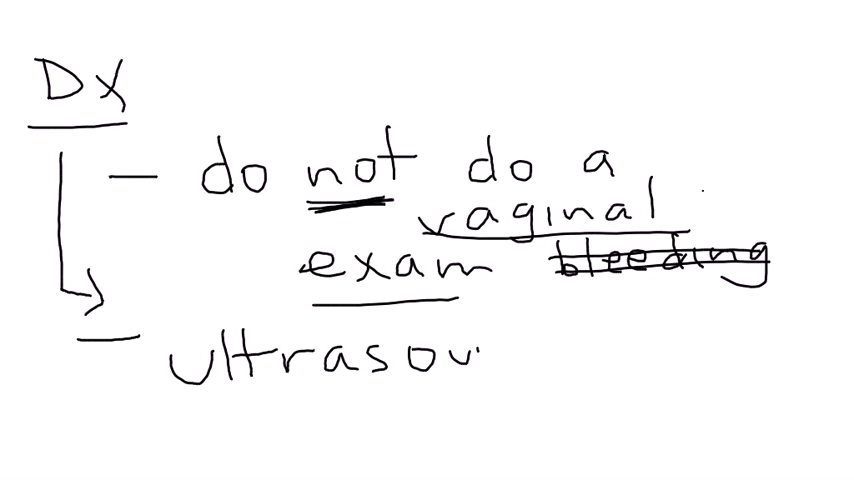 Dx
- do not do a
vaginal
exam bleeding
- ultrasou